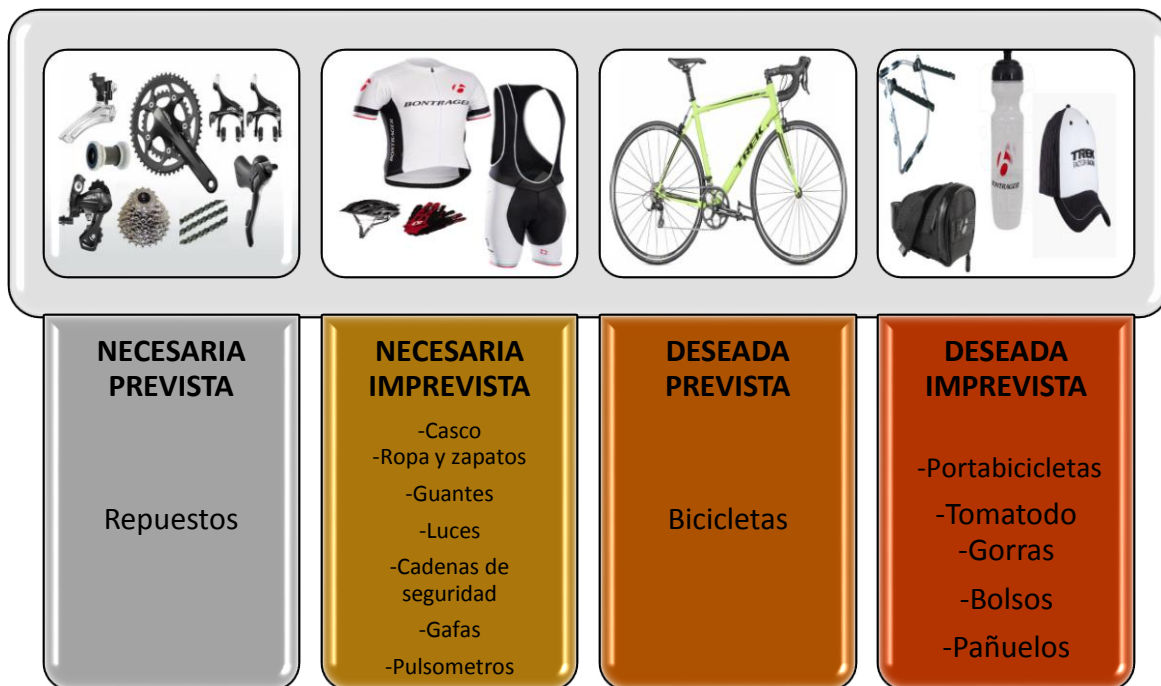 BONTRAGER
BONTRAGER
TREK
BONTRAGER
TREK
NECESARIA
PREVISTA
Repuestos
NECESARIA
IMPREVISTA
-Casco
-Ropa y zapatos
-Guantes
-Luces
-Cadenas de
seguridad
-Gafas
-Pulsometros
DESEADA
PREVISTA
Bicicletas
DESEADA
IMPREVISTA
-Portabicicletas
-Tomatodo
-Gorras
-Bolsos
-Pañuelos